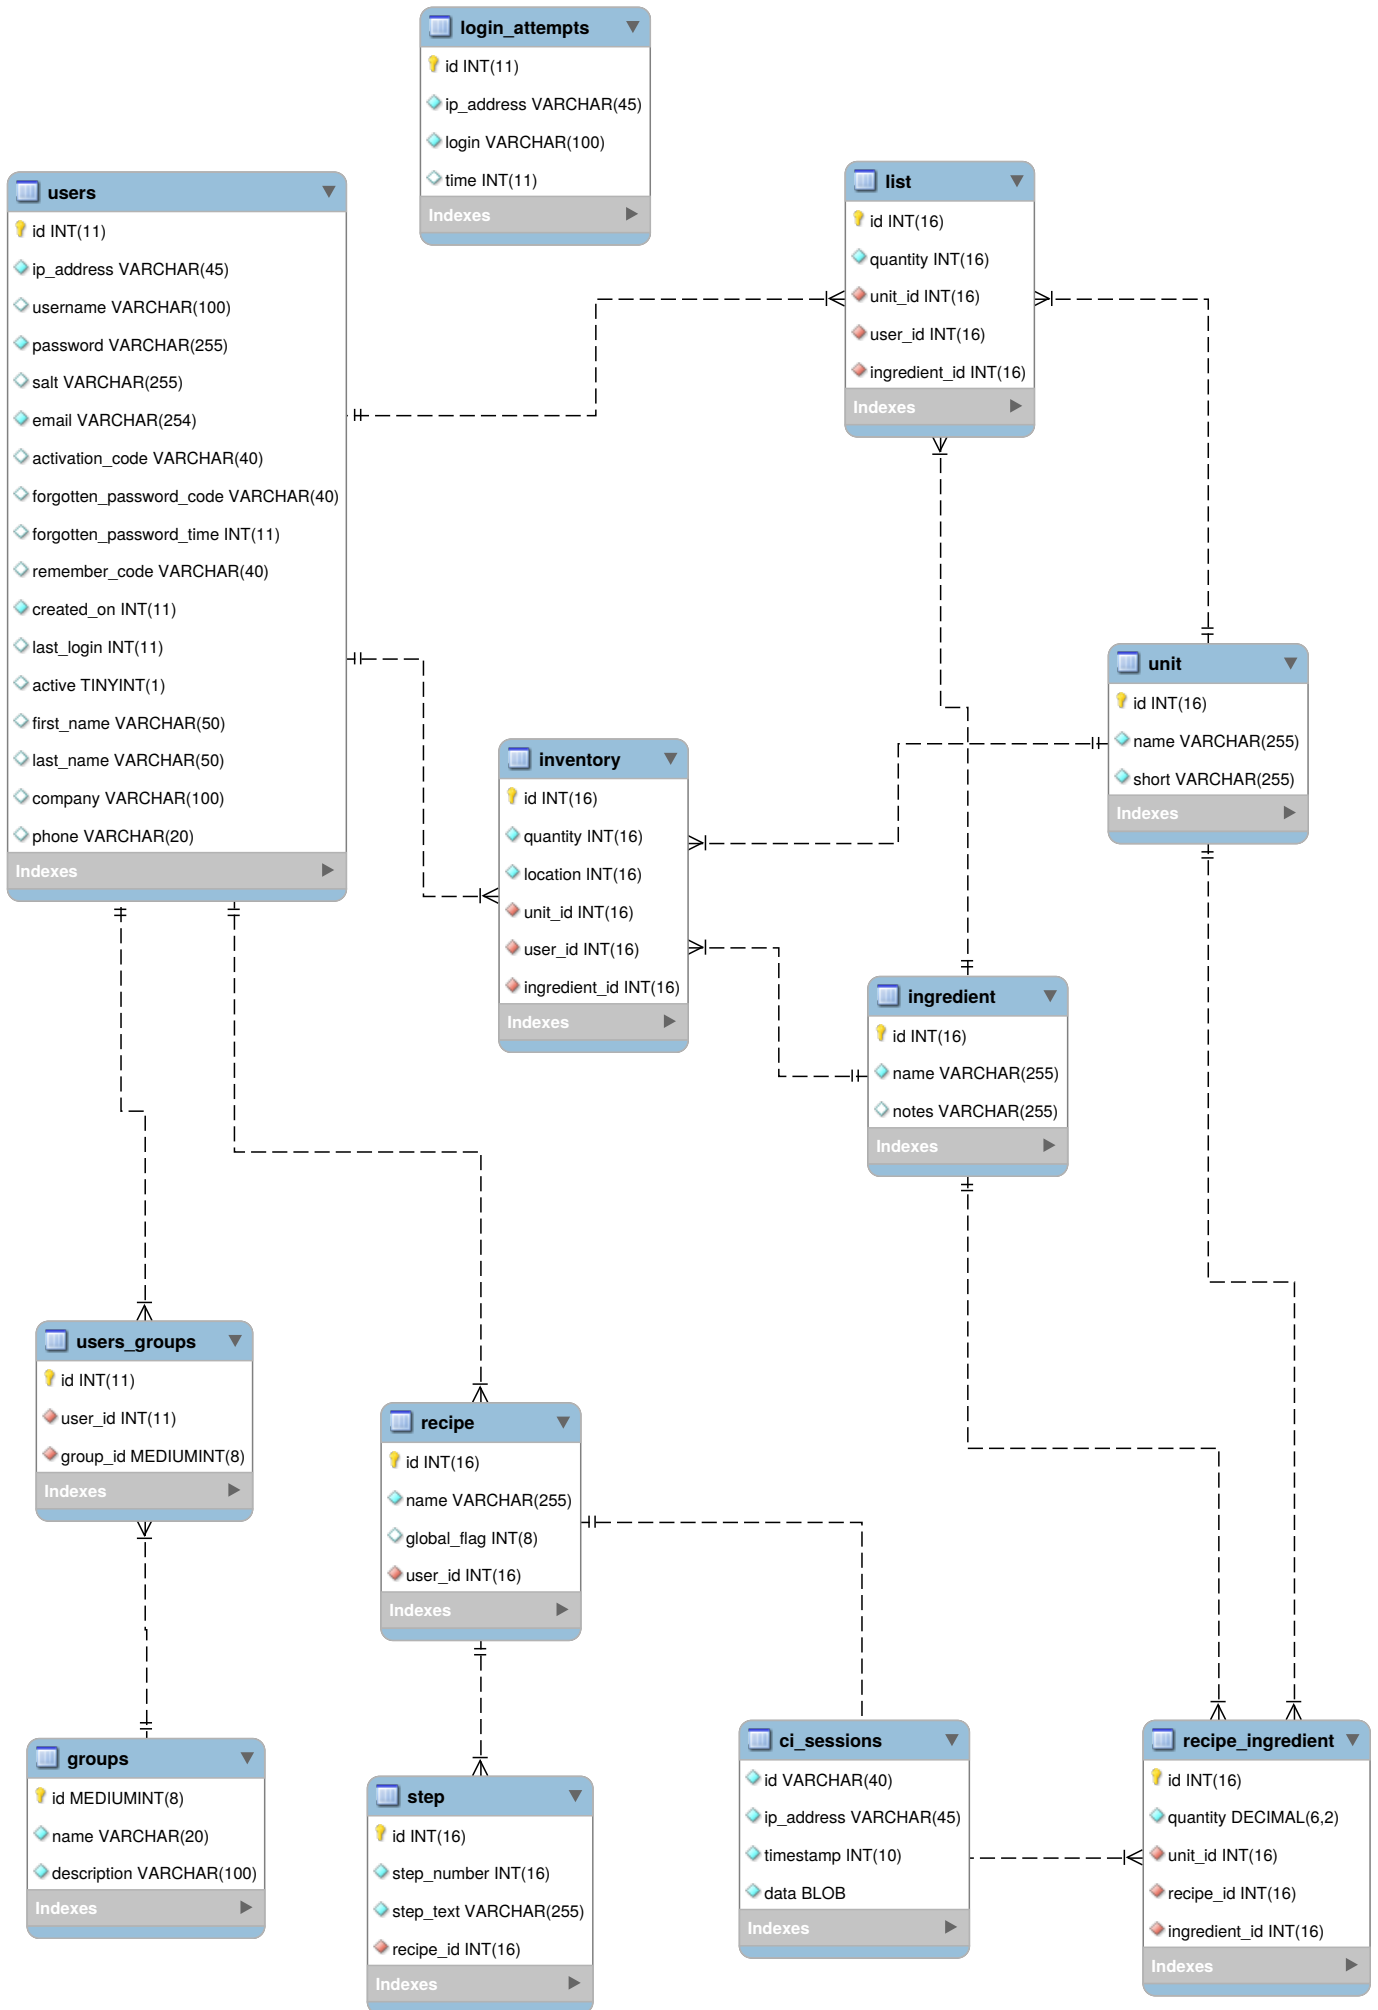 login_attempts
id INT(11)
ip_address VARCHAR(45)
login VARCHAR(100)
time INT(11)
Indexes
users
id INT(11)
ip_address VARCHAR(45)
username VARCHAR(100)
password VARCHAR(255)
salt VARCHAR(255)
email VARCHAR(254)
activation_code VARCHAR(40)
forgotten_password_code VARCHAR(40)
forgotten_password_time INT(11)
remember_code VARCHAR(40)
created_on INT(11)
last_login INT(11)
active TINYINT(1)
first_name VARCHAR(50)
last_name VARCHAR(50)
company VARCHAR(100)
phone VARCHAR(20)
Indexes
list
id INT(16)
quantity INT(16)
unit_id INT(16)
user_id INT(16)
ingredient_id INT(16)
Indexes
unit
id INT(16)
name VARCHAR(255)
short VARCHAR(255)
Indexes
inventory
id INT(16)
quantity INT(16)
location INT(16)
unit_id INT(16)
user_id INT(16)
ingredient_id INT(16)
Indexes
ingredient
id INT(16)
name VARCHAR(255)
notes VARCHAR(255)
Indexes
users_groups
id INT(11)
user_id INT(11)
group_id MEDIUMINT(8)
Indexes
recipe
id INT(16)
name VARCHAR(255)
global_flag INT(8)
user_id INT(16)
Indexes
groups
id MEDIUMINT(8)
name VARCHAR(20)
description VARCHAR(100)
Indexes
step
id INT(16)
step_number INT(16)
step_text VARCHAR(255)
recipe_id INT(16)
Indexes
ci_sessions
id VARCHAR(40)
ip_address VARCHAR(45)
timestamp INT(10)
data BLOB
Indexes
recipe_ingredient
id INT(16)
quantity DECIMAL(6,2)
unit_id INT(16)
recipe_id INT(16)
ingredient_id INT(16)
Indexes